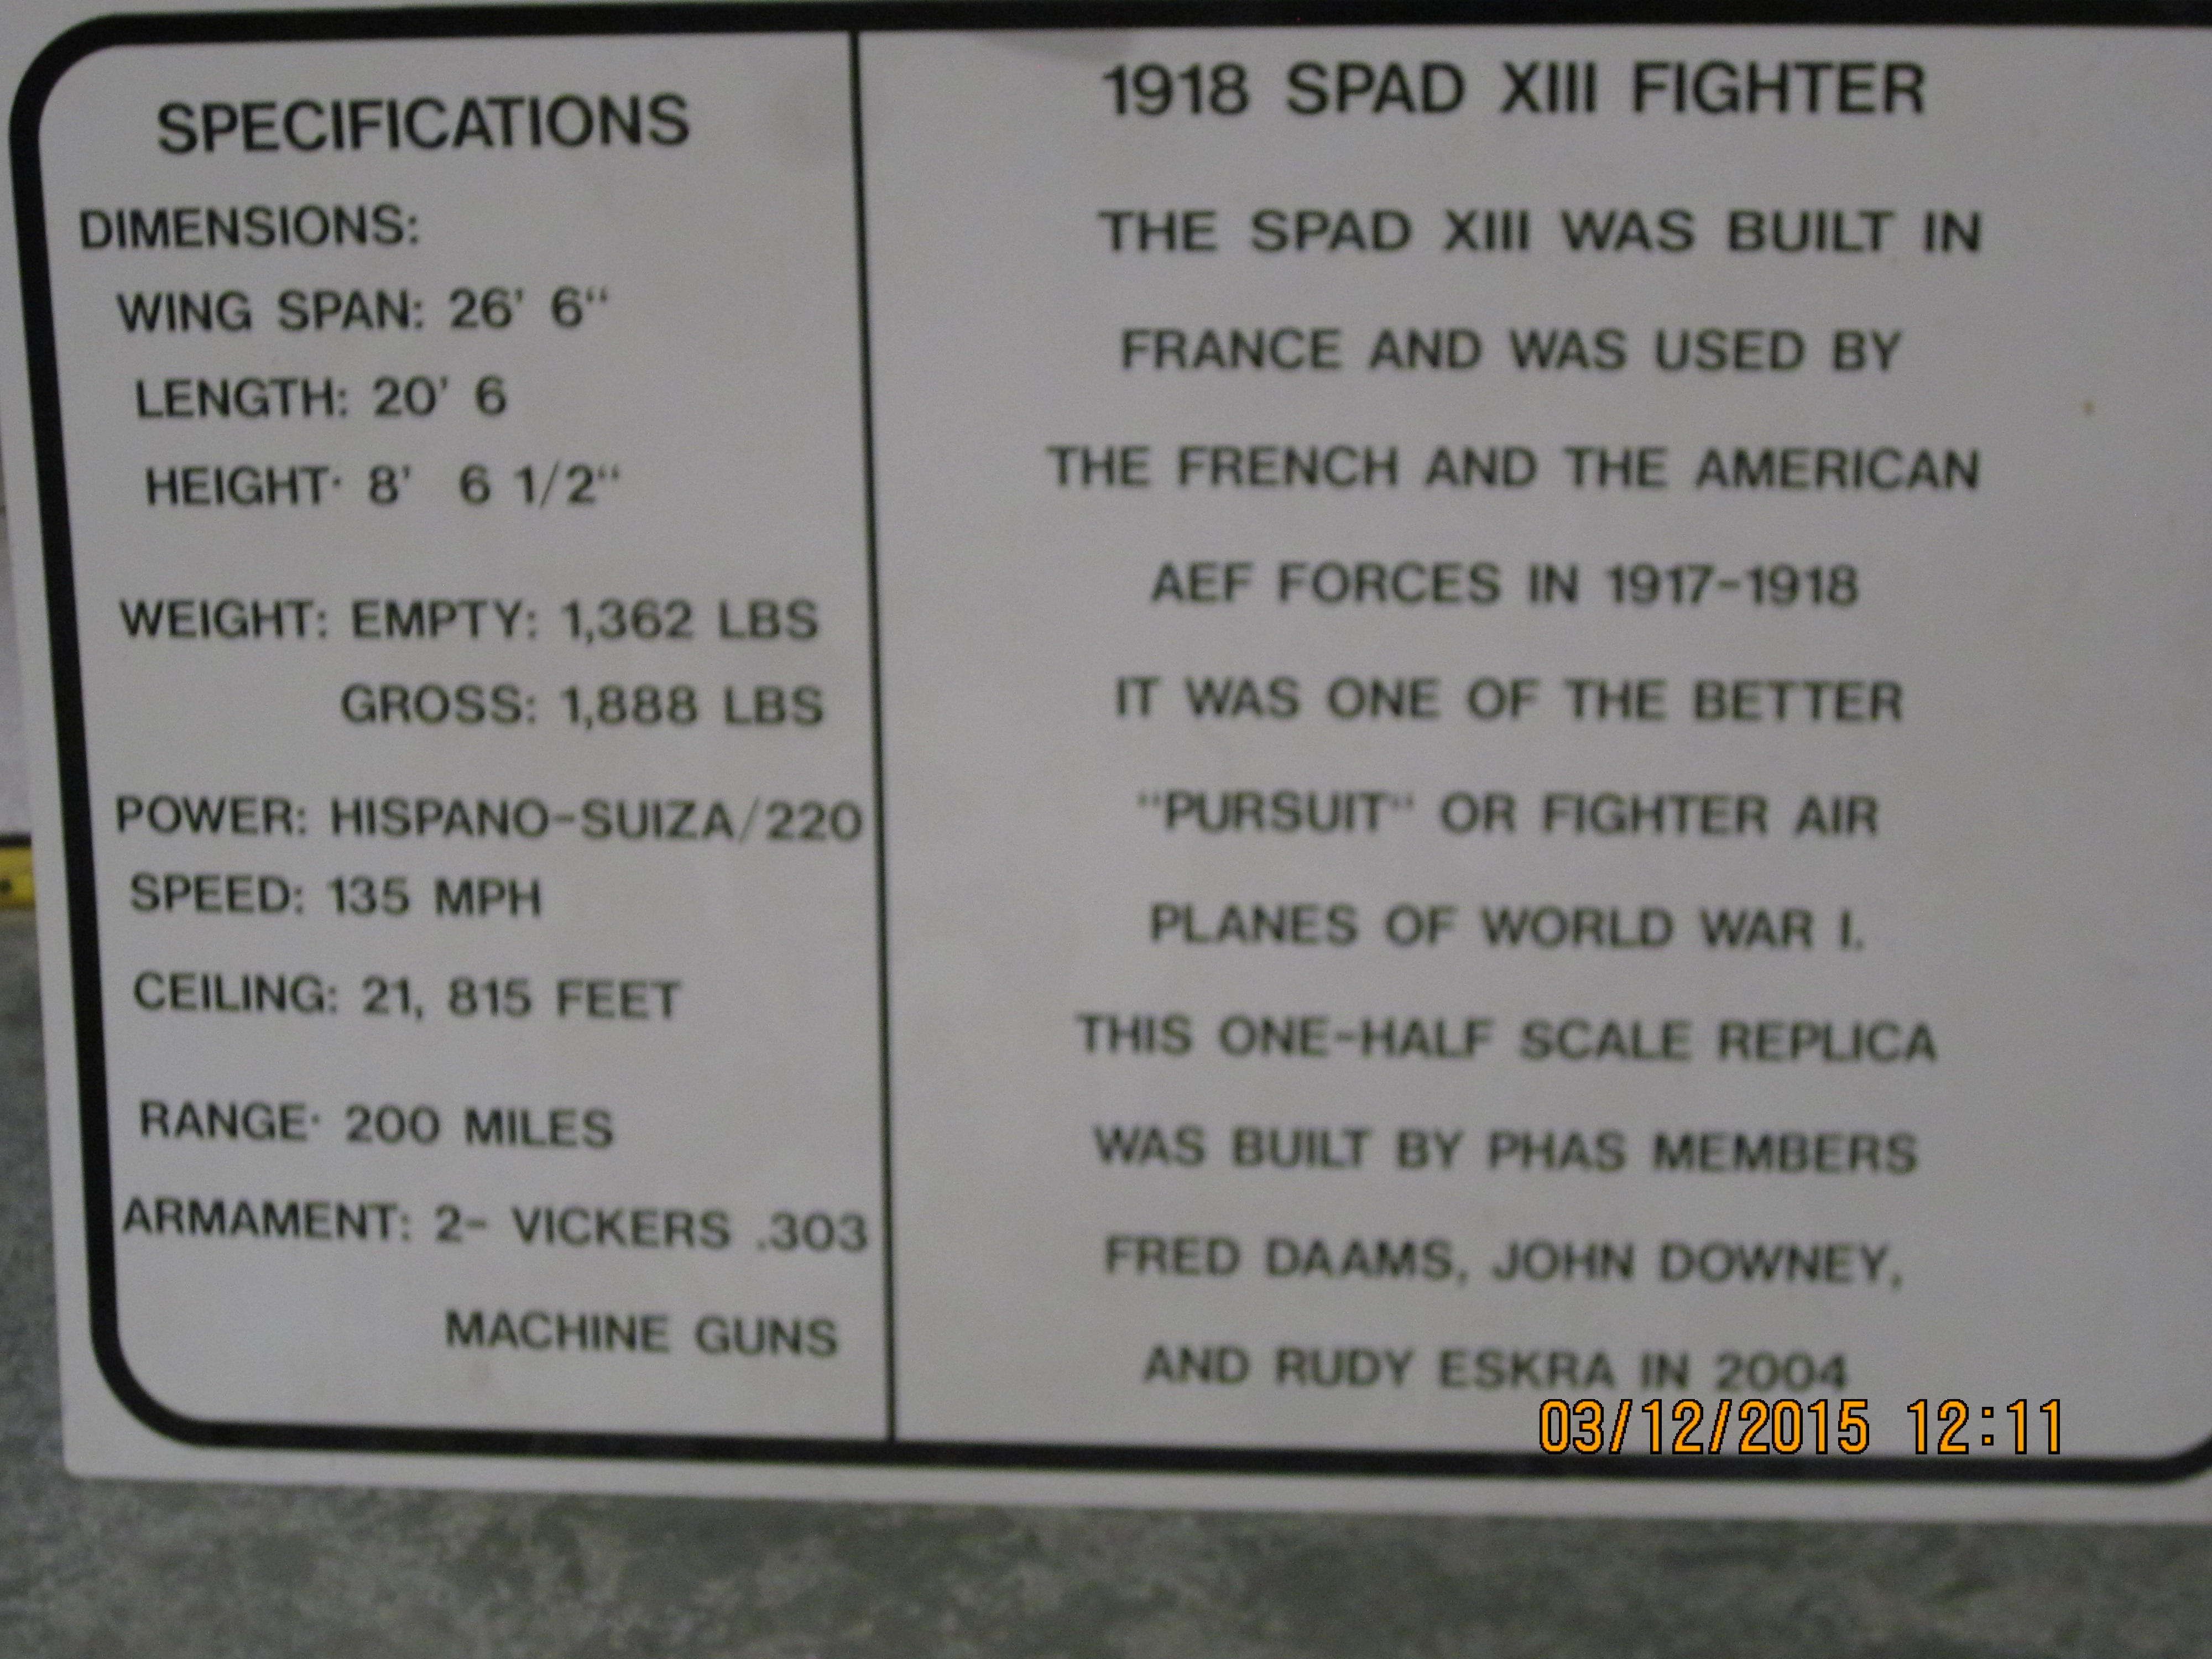 SPECIFICATIONS
DIMENSIONS:
WING SPAN: 26' 6“
LENGTH: 20' 6
HEIGHT· 8' 6 1/2“
WEIGHT: EMPTY: 1,362 LBS
GROSS: 1,888 LBS
POWER: HISPANO-SUIZA/220
SPEED: 135 MPH
CEILING: 21, 815 FEET
RANGE· 200 MILES
ARMAMENT: 2- VICKERS .303
MACHINE GUNS
1918 SPAD XIII FIGHTER
THE SPAD XIII WAS BUILT IN
FRANCE AND WAS USED BY
THE FRENCH AND THE AMERICAN
AEF FORCES IN 1917-1918
IT WAS ONE OF THE BETTER
“PURSUIT“ OR FIGHTER AIR
PLANES OF WORLD WAR I.
THIS ONE-HALF SCALE REPLICA
WAS BUILT BY PHAS MEMBERS
FRED DAAMS, JOHN DOWNEY,
AND RUDY ESKRA IN 2004
03/12/2015 12:11